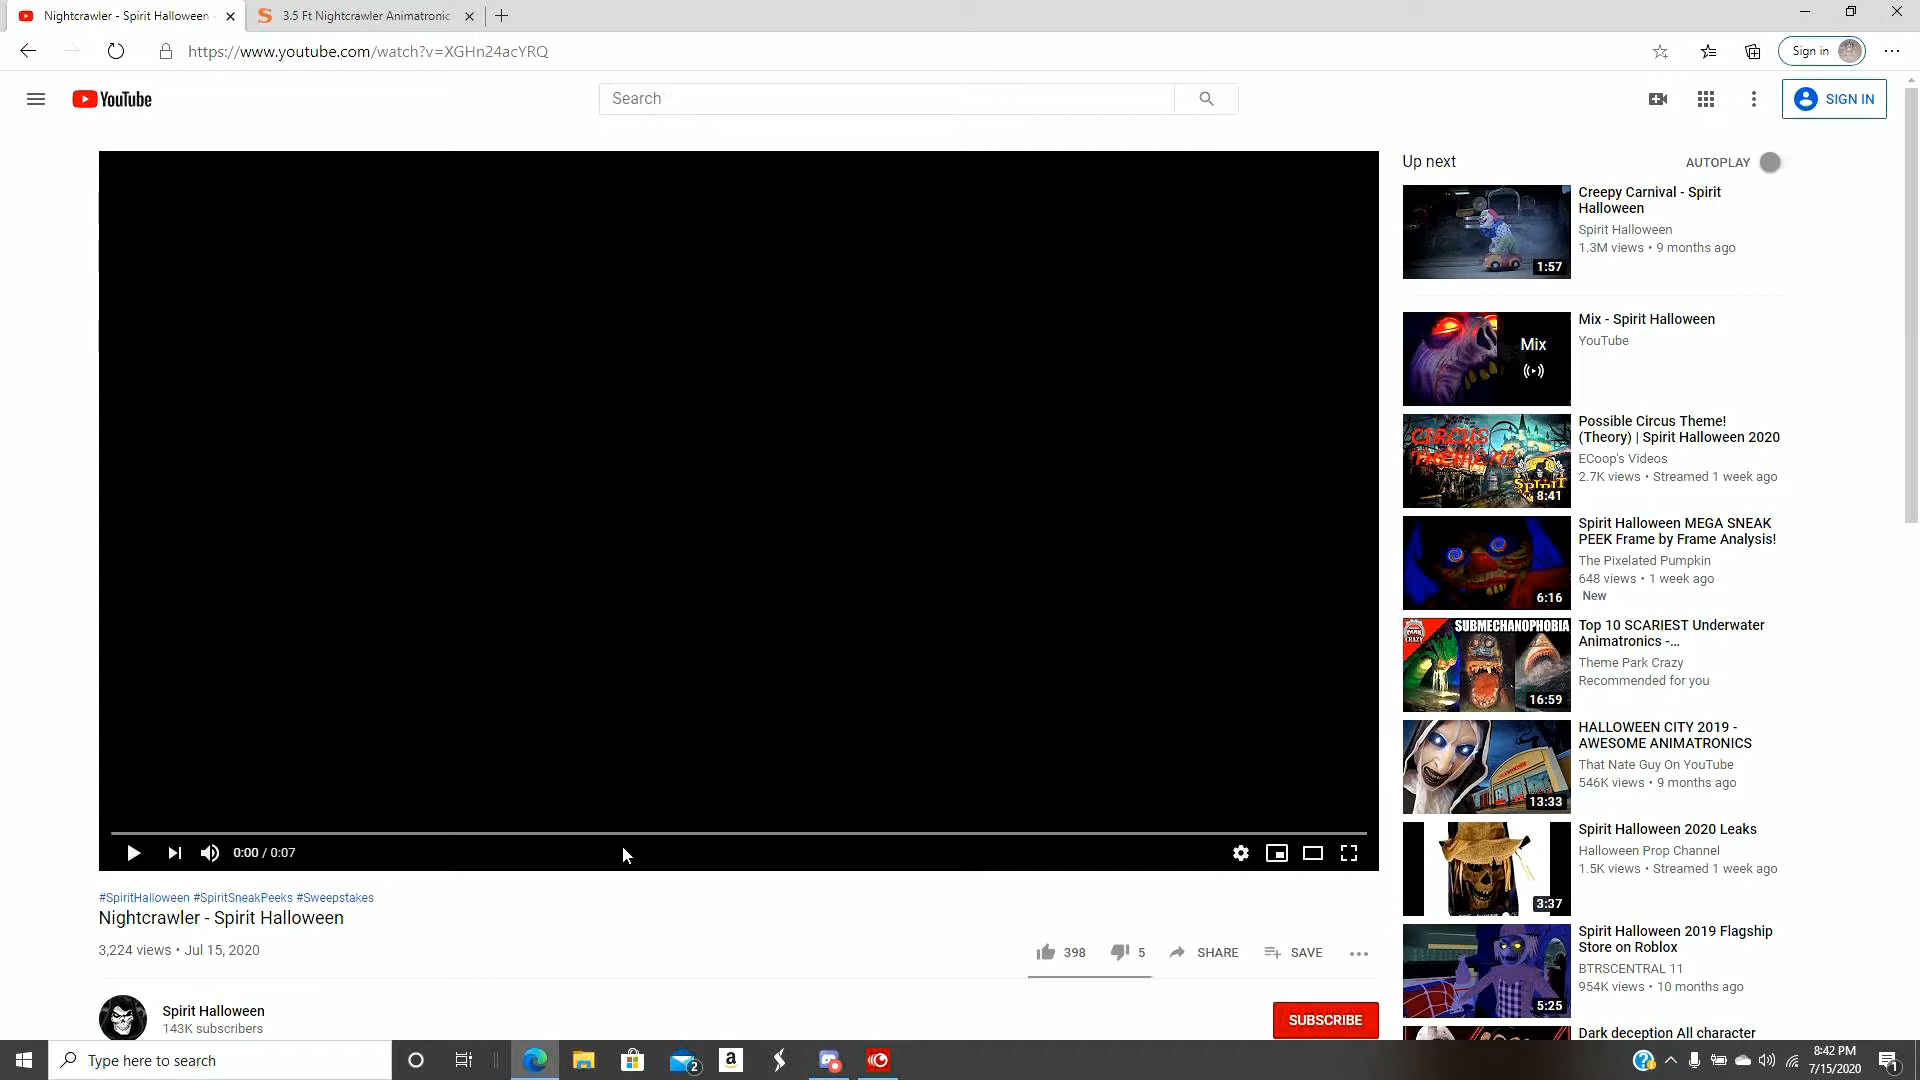 Nightcrawler - Spirit Halloween
3.5 Ft Nightcrawler Animatronic
https://www.youtube.com/watch?v=XGHn24acYRQ
Sign in
YouTube
Search
SIGN IN
Up next
AUTOPLAY
Creepy Carnival - Spirit
Halloween
Spirit Halloween
1.3M views • 9 months ago
1:57
Mix - Spirit Halloween
YouTube
Mix
Possible Circus Theme!
(Theory) | Spirit Halloween 2020
ECoop's Videos
2.7K views • Streamed 1 week ago
CIRCUS
THEME!?
SPIRIT
8:41
Spirit Halloween MEGA SNEAK
PEEK Frame by Frame Analysis!
The Pixelated Pumpkin
648 views • 1 week ago
New
6:16
Top 10 SCARIEST Underwater
Animatronics -...
Theme Park Crazy
Recommended for you
SUBMECHANOPHOBIA
16:59
HALLOWEEN CITY 2019 -
AWESOME ANIMATRONICS
That Nate Guy On YouTube
546K views • 9 months ago
13:33
Spirit Halloween 2020 Leaks
Halloween Prop Channel
1.5K views • Streamed 1 week ago
3:37
Spirit Halloween 2019 Flagship
Store on Roblox
BTRSCENTRAL 11
954K views • 10 months ago
5:25
Dark deception All character
0:00 / 0:07
#SpiritHalloween #SpiritSneakPeeks #Sweepstakes
Nightcrawler - Spirit Halloween
3,224 views • Jul 15, 2020
398
5
SHARE
SAVE
Spirit Halloween
143K subscribers
SUBSCRIBE
Type here to search
2
8:42 PM
7/15/2020
1